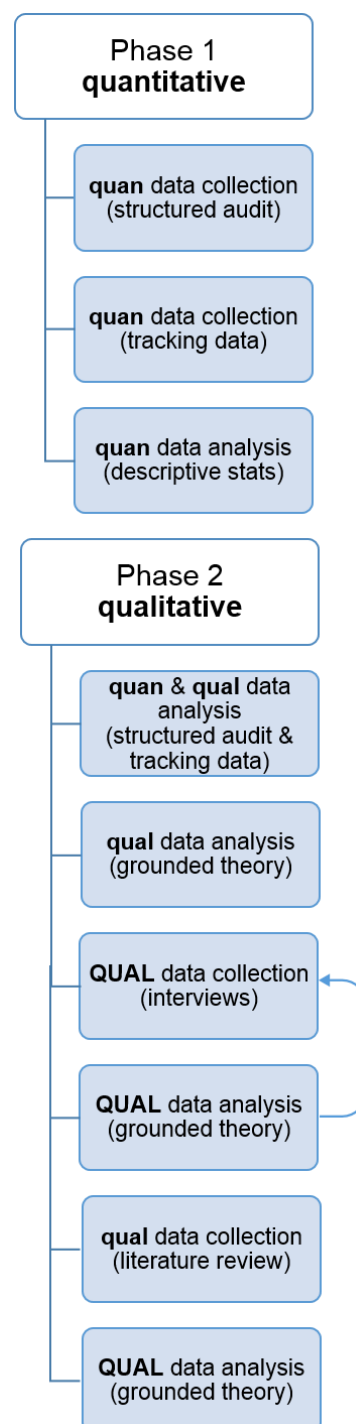 Phase 1
quantitative
quan data collection
(structured audit)
quan data collection
(tracking data)
quan data analysis
(descriptive stats)
Phase 2
qualitative
quan & qual data
analysis
(structured audit &
tracking data)
qual data analysis
(grounded theory)
QUAL data collection
(interviews)
QUAL data analysis
(grounded theory)
qual data collection
(literature review)
QUAL data analysis
(grounded theory)